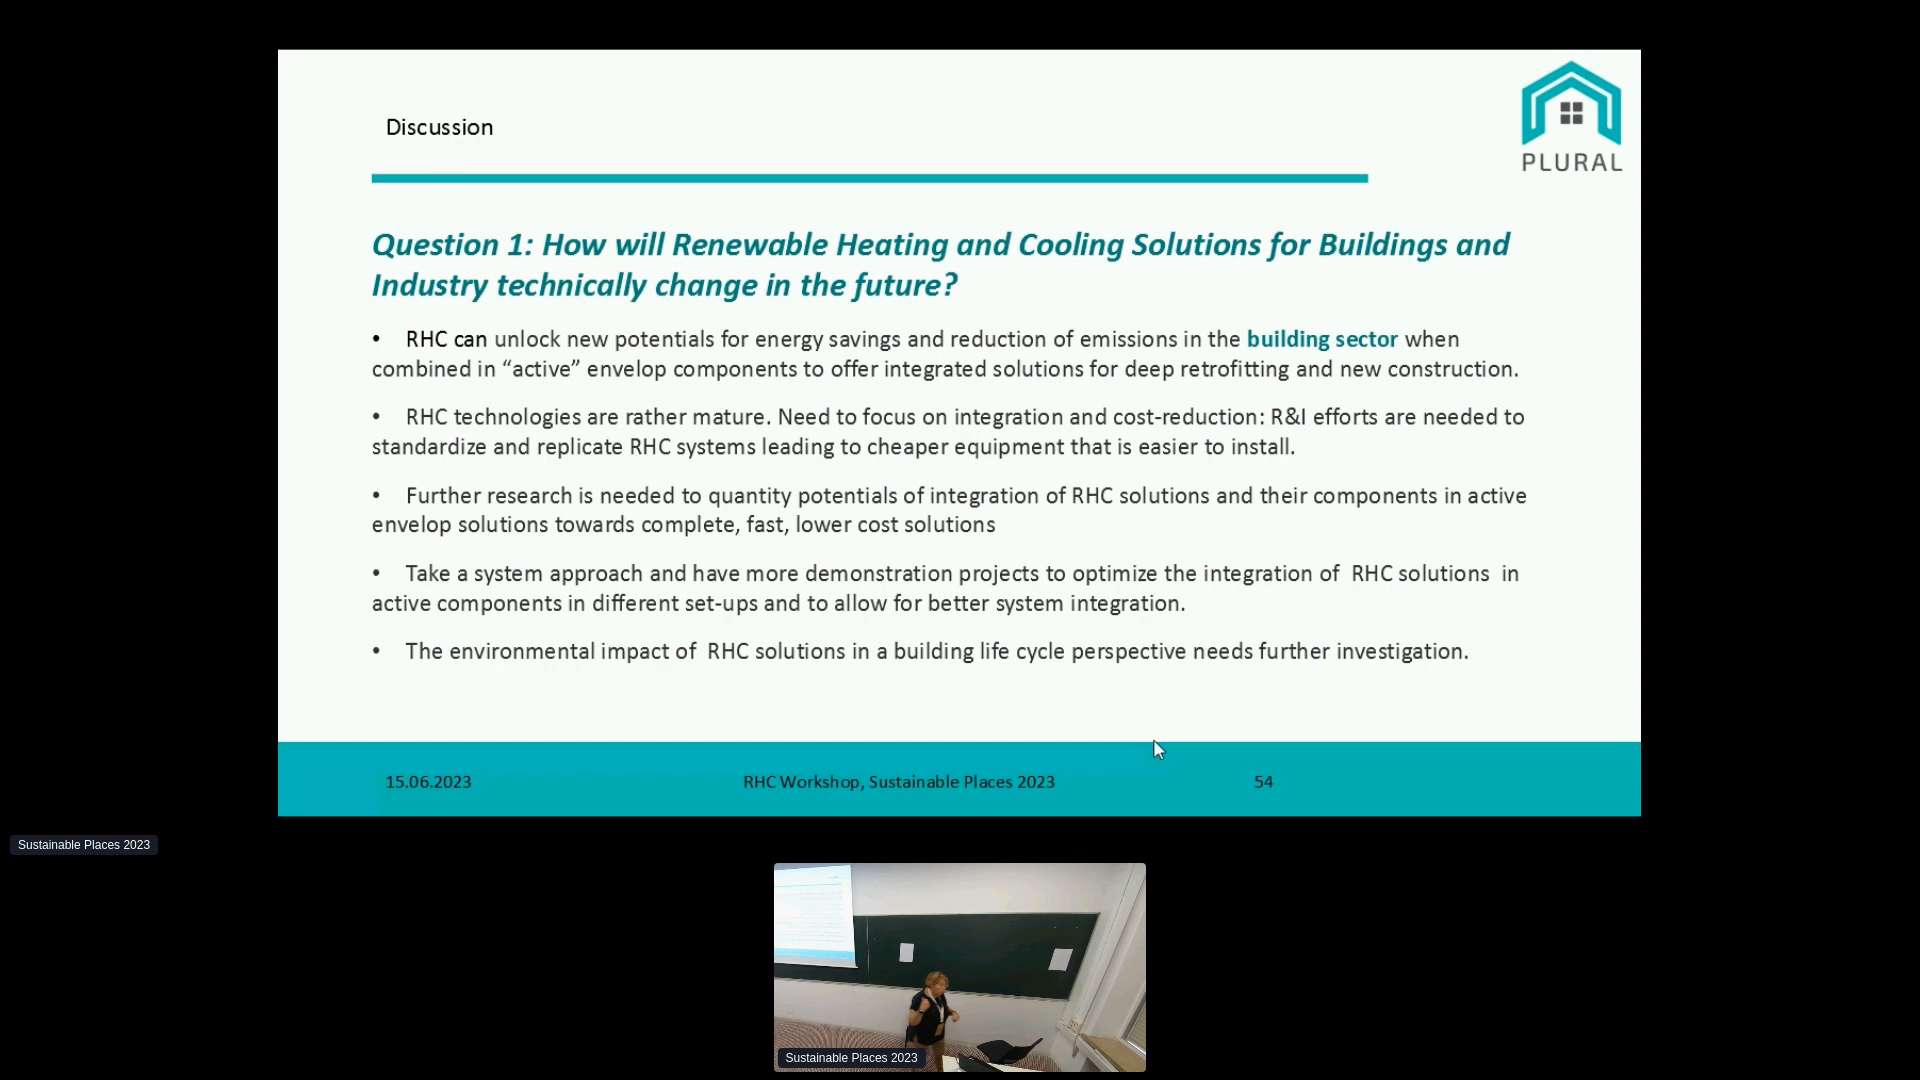 Discussion
PLURAL
Question 1: How will Renewable Heating and Cooling Solutions for Buildings and
Industry technically change in the future?
• RHC can unlock new potentials for energy savings and reduction of emissions in the building sector when
combined in “active” envelop components to offer integrated solutions for deep retrofitting and new construction.
• RHC technologies are rather mature. Need to focus on integration and cost-reduction: R&I efforts are needed to
standardize and replicate RHC systems leading to cheaper equipment that is easier to install.
• Further research is needed to quantity potentials of integration of RHC solutions and their components in active
envelop solutions towards complete, fast, lower cost solutions
• Take a system approach and have more demonstration projects to optimize the integration of RHC solutions in
active components in different set-ups and to allow for better system integration.
• The environmental impact of RHC solutions in a building life cycle perspective needs further investigation.
15.06.2023
RHC Workshop, Sustainable Places 2023
54
Sustainable Places 2023
Sustainable Places 2023